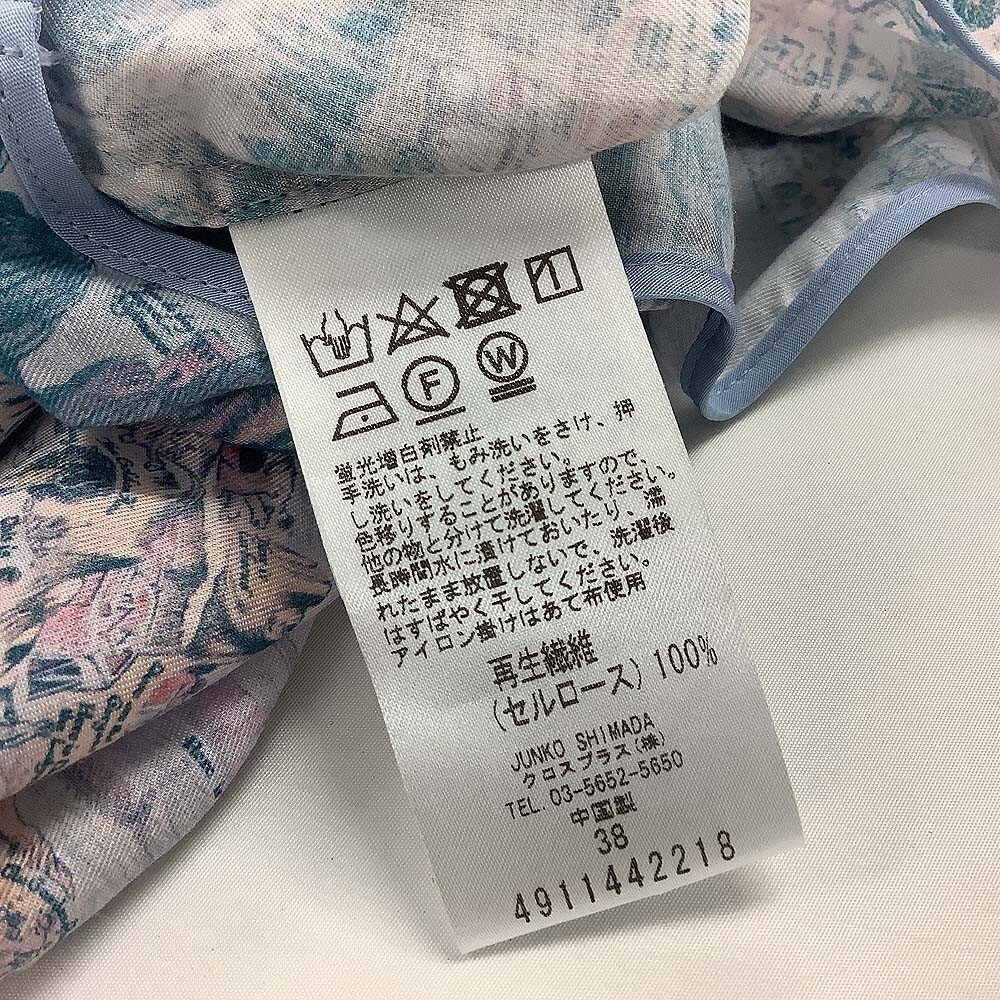 F
W
蛍光増白剤禁止
手洗いは、もみ洗いをさけ、押
し洗いをしてください。
色移りすることがありますので、
他の物と分けて洗濯してください。
長時間水に漬けておいたり、濡
れたまま放置しないで、洗濯後
はすばやく干してください。
アイロン掛けはあて布使用
再生繊維
(セルロース) 100%
JUNKO SHIMADA
クロスプラス(株)
TEL. 03-5652-5650
中国製
38
4911442218